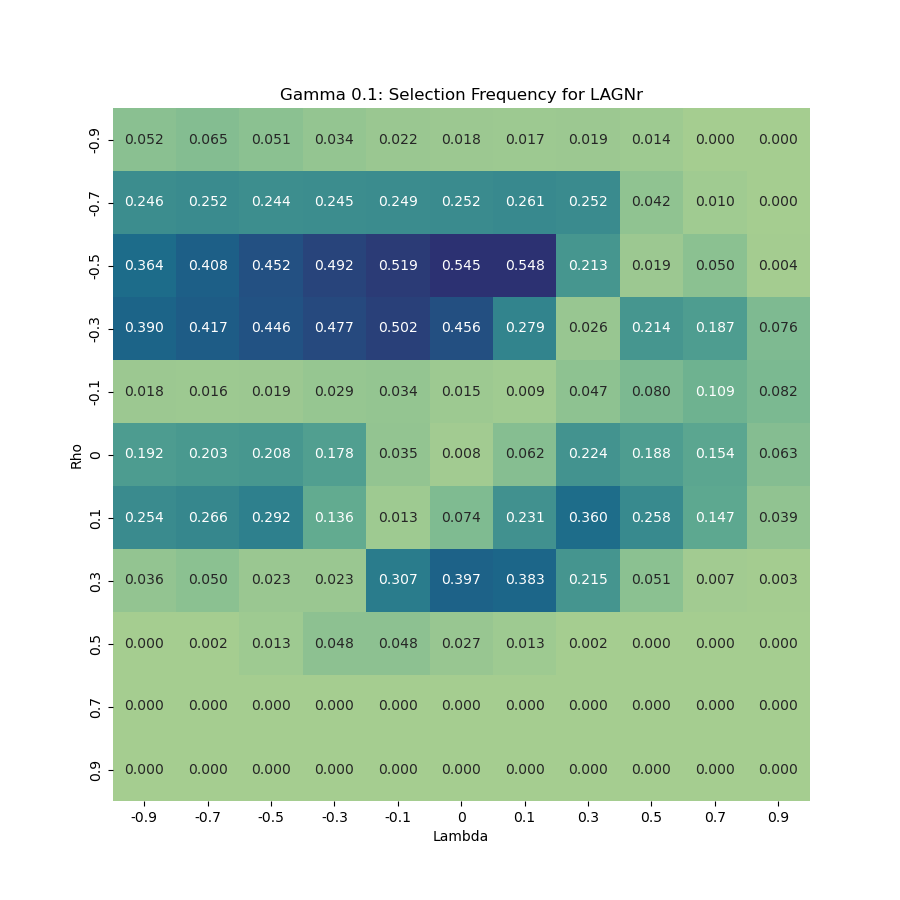 Gamma 0.1: Selection Frequency for LAGNr
-0.9 0.052 0.065 0.051 0.034 0.022 0.018 0.017 0.019 0.014 0.000 0.000
-0.7 0.246 0.252 0.244 0.245 0.249 0.252 0.261 0.252 0.042 0.010 0.000
-0.5 0.364 0.408 0.452 0.492 0.519 0.545 0.548 0.213 0.019 0.050 0.004
-0.3 0.390 0.417 0.446 0.477 0.502 0.456 0.279 0.026 0.214 0.187 0.076
-0.1 0.018 0.016 0.019 0.029 0.034 0.015 0.009 0.047 0.080 0.109 0.082
Rho
0 0.192 0.203 0.208 0.178 0.035 0.008 0.062 0.224 0.188 0.154 0.063
0.1 0.254 0.266 0.292 0.136 0.013 0.074 0.231 0.360 0.258 0.147 0.039
0.3 0.036 0.050 0.023 0.023 0.307 0.397 0.383 0.215 0.051 0.007 0.003
0.5 0.000 0.002 0.013 0.048 0.048 0.027 0.013 0.002 0.000 0.000 0.000
0.7 0.000 0.000 0.000 0.000 0.000 0.000 0.000 0.000 0.000 0.000 0.000
0.9 0.000 0.000 0.000 0.000 0.000 0.000 0.000 0.000 0.000 0.000 0.000
-0.9 -0.7 -0.5 -0.3 -0.1 0 0.1 0.3 0.5 0.7 0.9
Lambda